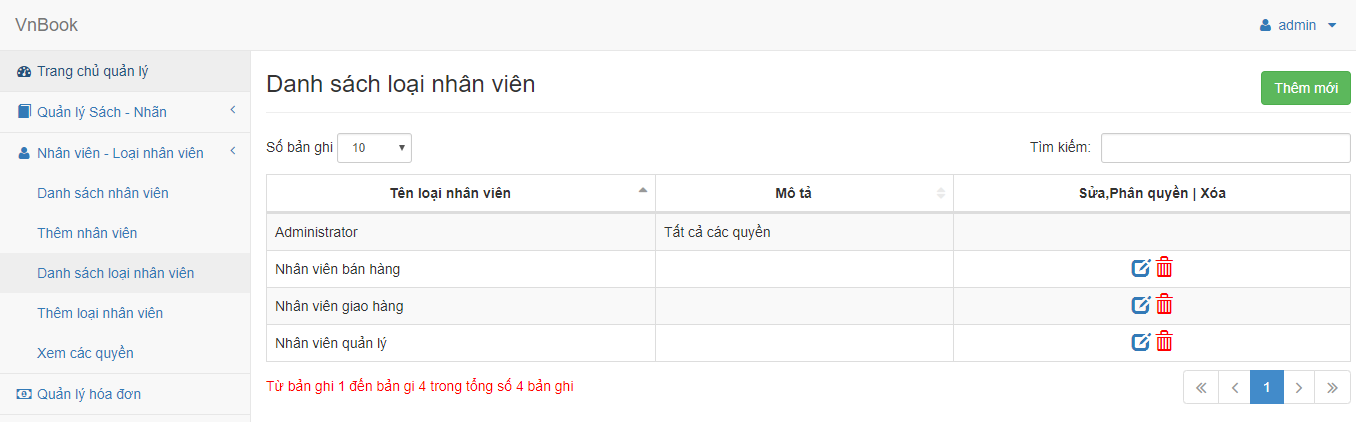 VnBook
admin
Trang chủ quản lý
Quản lý Sách - Nhãn
Nhân viên - Loại nhân viên
Danh sách nhân viên
Thêm nhân viên
Danh sách loại nhân viên
Thêm loại nhân viên
Xem các quyền
Quản lý hóa đơn
Danh sách loại nhân viên
Thêm mới
Số bản ghi 10
Tìm kiếm:
Tên loại nhân viên Mô tả Sửa,Phân quyền | Xóa
Administrator Tất cả các quyền
Nhân viên bán hàng
Nhân viên giao hàng
Nhân viên quản lý
Từ bản ghi 1 đến bản gi 4 trong tổng số 4 bản ghi
« ‹ 1 › »